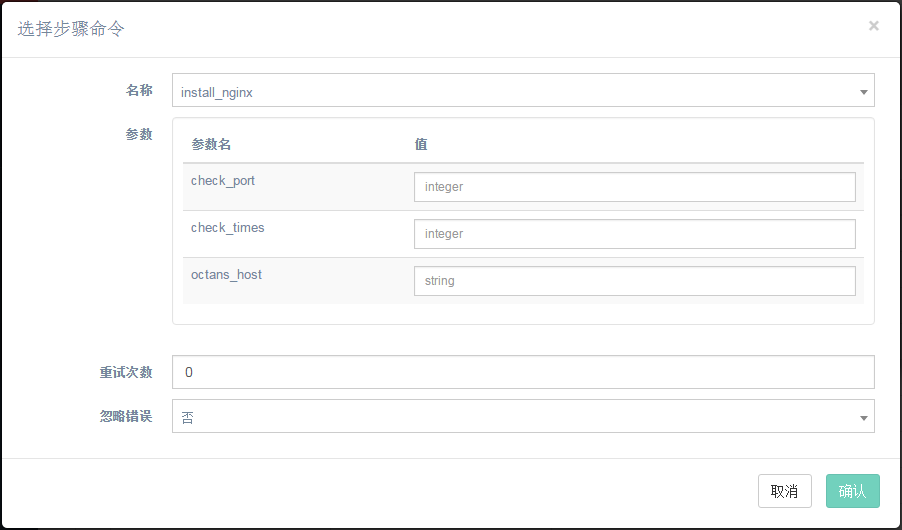 选择步骤命令 ×
名称 install_nginx
参数
参数名 值
check_port integer
check_times integer
octans_host string
重试次数 0
忽略错误 否
取消 确认